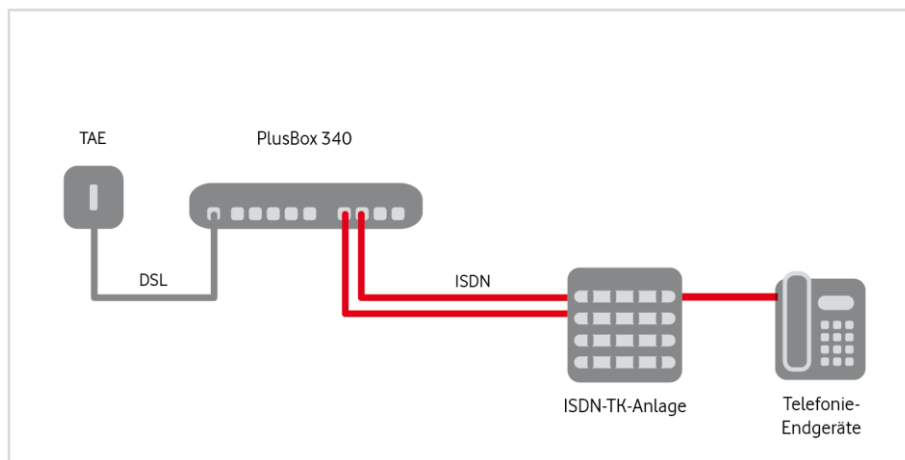 TAE
PlusBox 340
DSL
ISDN
ISDN-TK-Anlage
Telefonie-
Endgeräte